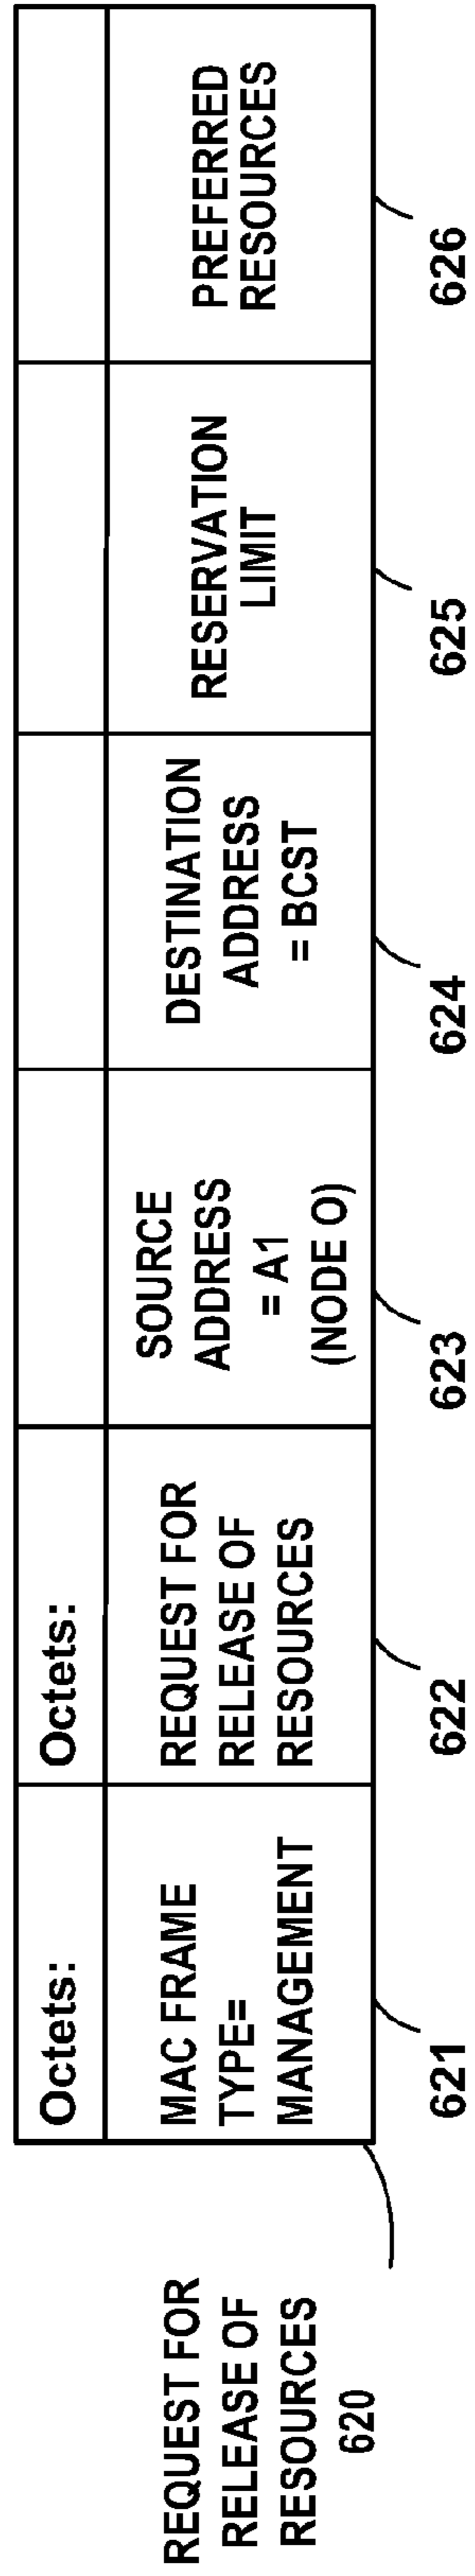 REQUEST FOR
RELEASE OF
RESOURCES
620
Octets:
MAC FRAME
TYPE=
MANAGEMENT
621
Octets:
REQUEST FOR
RELEASE OF
RESOURCES
622
SOURCE
ADDRESS
= A1
(NODE O)
623
DESTINATION
ADDRESS
= BCST
624
RESERVATION
LIMIT
625
PREFERRED
RESOURCES
626